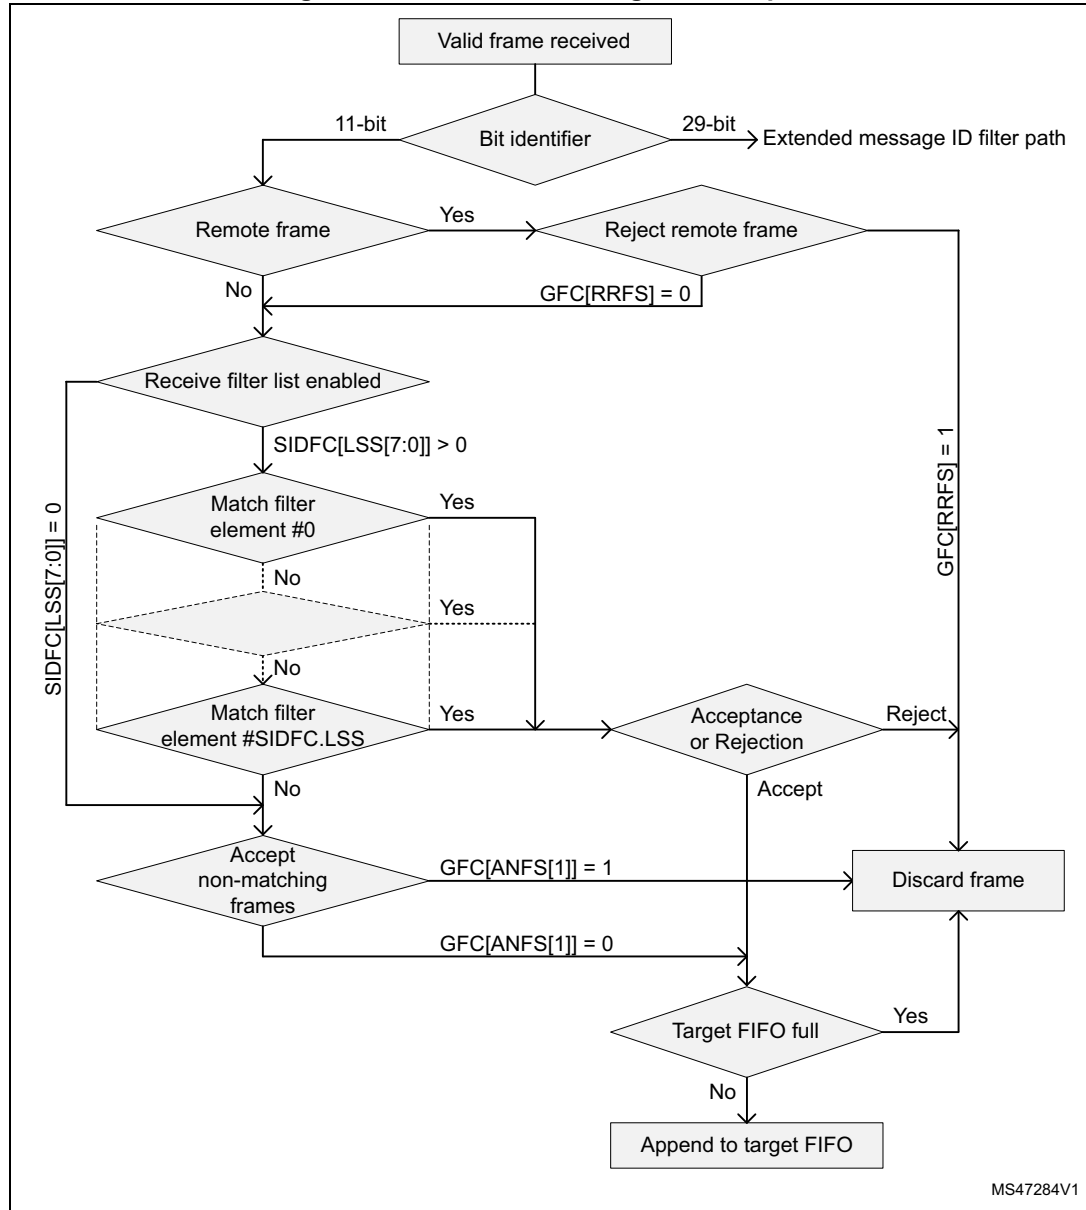 Valid frame received
11-bit
Bit identifier
29-bit
Extended message ID filter path
Remote frame
Yes
Reject remote frame
No
GFC[RRFS] = 0
Receive filter list enabled
SIDFC[LSS[7:0]] > 0
SIDFC[LSS[7:0]] = 0
GFC[RRFS] = 1
Match filter
element #0
Yes
No
Yes
No
Match filter
element #SIDFC.LSS
Yes
Acceptance
or Rejection
Reject
No
Accept
Accept
non-matching
frames
GFC[ANFS[1]] = 1
Discard frame
GFC[ANFS[1]] = 0
Target FIFO full
Yes
No
Append to target FIFO
MS47284V1